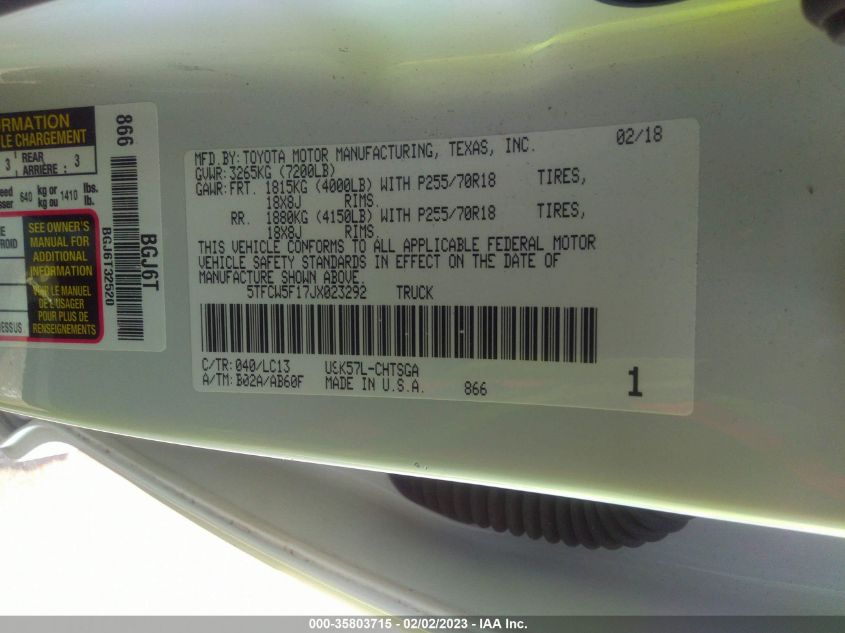 RMATION
LE CHARGEMENT
3 REAR ARRIÈRE : 3
640 kg or kg ou 1410 lbs. lb.
SEE OWNER'S
MANUAL FOR
ADDITIONAL
INFORMATION
VOIR LE MANUEL
DE L'USAGER
POUR PLUS DE
RENSEIGNEMENTS
DESSUS
866
BGJ6T32520
BGJ6T
02/18
MFD.BY:TOYOTA MOTOR MANUFACTURING, TEXAS, INC.
GVWR:3265KG (7200LB)
GAWR:FRT. 1815KG (4000LB) WITH P255/70R18 TIRES,
18X8J RIMS.
RR. 1880KG (4150LB) WITH P255/70R18 TIRES,
18X8J RIMS.
THIS VEHICLE CONFORMS TO ALL APPLICABLE FEDERAL MOTOR
VEHICLE SAFETY STANDARDS IN EFFECT ON THE DATE OF
MANUFACTURE SHOWN ABOVE.
5TFCW5F17JX023292 TRUCK
C/TR:040/LC13 USK57L-CHTSGA
A/TM:B02A/AB60F MADE IN U.S.A. 866 1
000-35803715 - 02/02/2023 - IAA Inc.